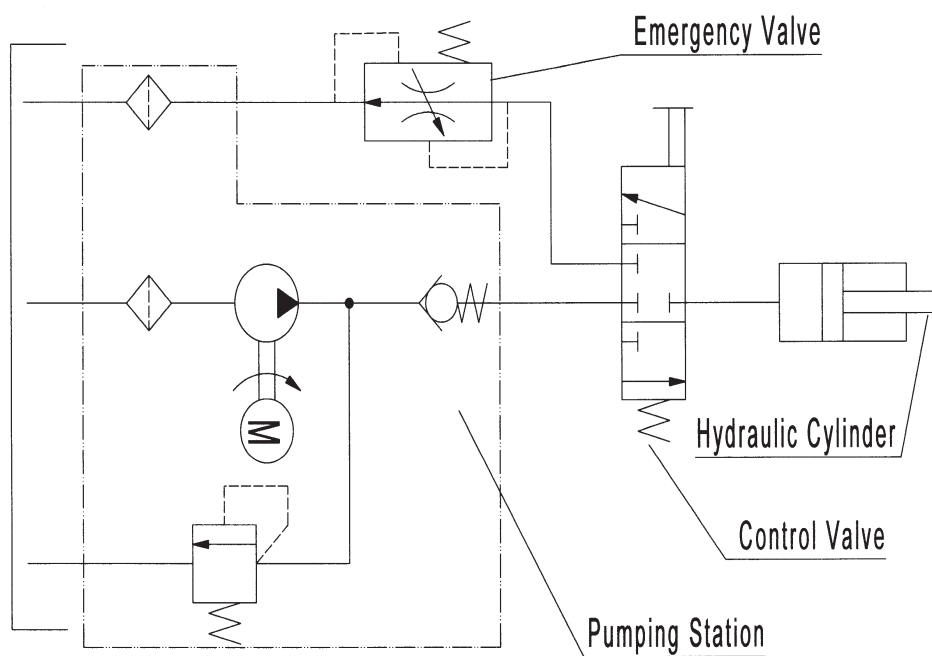 Emergency Valve
M
Hydraulic Cylinder
Control Valve
Pumping Station